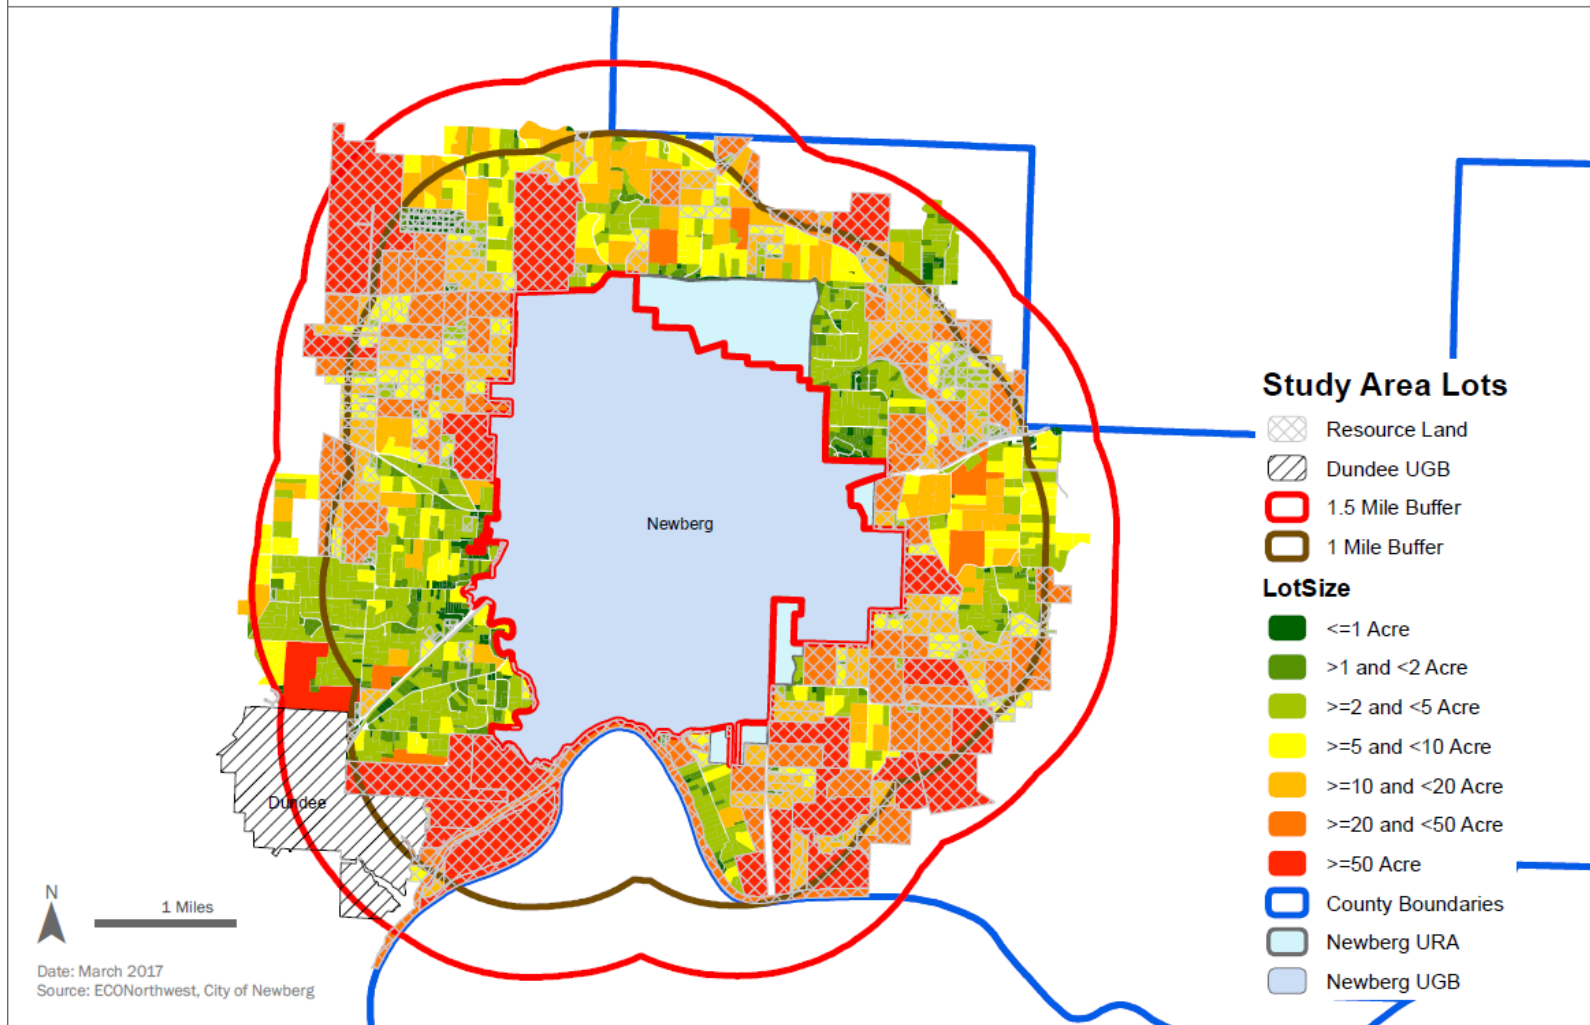 Newberg
Dundee
N
1 Miles
Date: March 2017
Source: ECONorthwest, City of Newberg
Study Area Lots
Resource Land
Dundee UGB
1.5 Mile Buffer
1 Mile Buffer
LotSize
<=1 Acre
>1 and <2 Acre
>=2 and <5 Acre
>=5 and <10 Acre
>=10 and <20 Acre
>=20 and <50 Acre
>=50 Acre
County Boundaries
Newberg URA
Newberg UGB